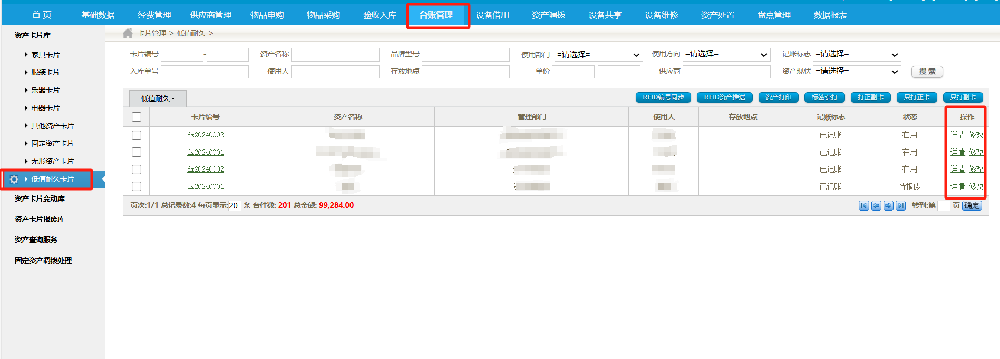 首 页 基础数据 经费管理 供应商管理 物品申购 物品采购 验收入库 台账管理 设备借用 资产调拨 设备共享 设备维修 资产处置 盘点管理 数据报表
资产卡片库
家具卡片
服装卡片
乐器卡片
电器卡片
其他资产卡片
固定资产卡片
无形资产卡片
低值耐久卡片
资产卡片变动库
资产卡片报废库
资产查询服务
固定资产调拨处理
卡片管理 > 低值耐久 >
卡片编号 - 资产名称 品牌型号 使用部门 =请选择= 使用方向 =请选择= 记账标志 =请选择=
入库单号 使用人 存放地点 单价 - 供应商 资产现状 =请选择= 搜 索
低值耐久 - RFID编号同步 RFID资产推送 资产打印 标签套打 打正副卡 只打正卡 只打副卡
卡片编号 资产名称 管理部门 使用人 存放地点 记账标志 状态 操作
dz20240002 已记账 在用 详情 修改
dz20240001 已记账 在用 详情 修改
dz20240002 已记账 在用 详情 修改
dz20240001 已记账 待报废 详情 修改
页次:1/1 总记录数:4 每页显示:20 条 台件数: 201 总金额: 99,284.00 转到:第 页 确定